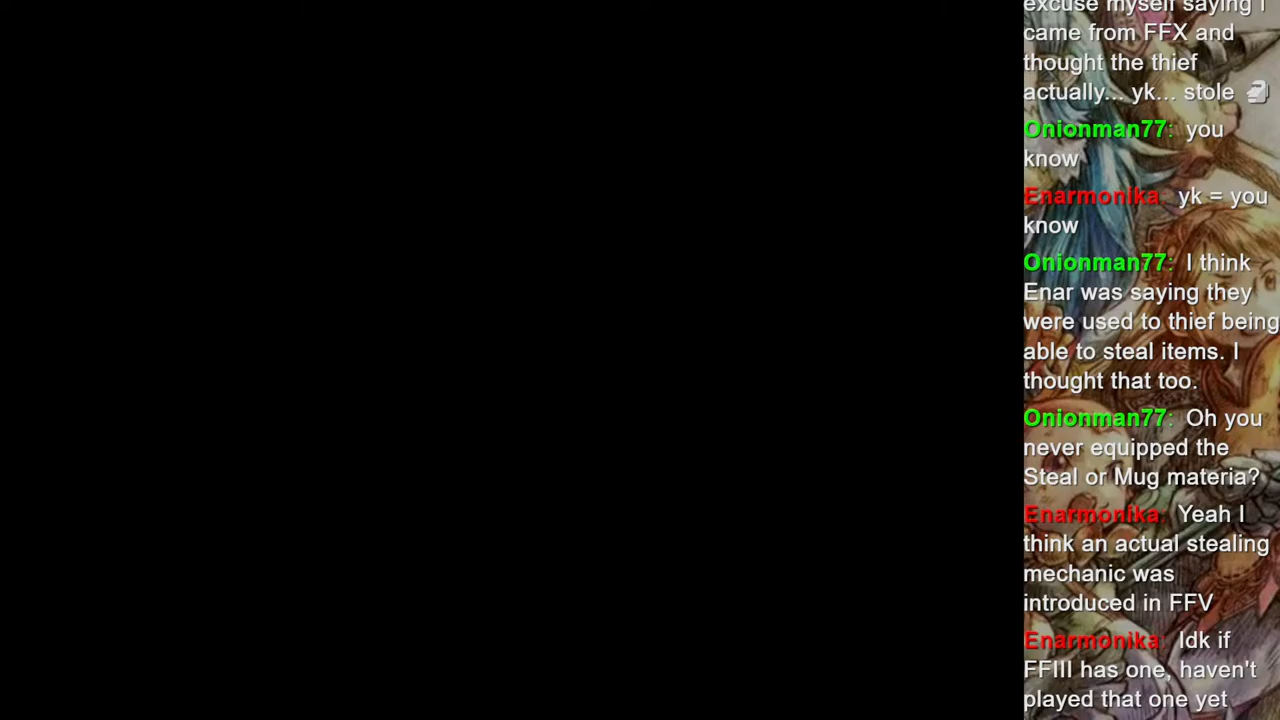 excuse myself saying I
came from FFX and
thought the thief
actually... yk... stole
Onionman77: you
know
Enarmonika: yk = you
know
Onionman77: I think
Enar was saying they
were used to thief being
able to steal items. I
thought that too.
Onionman77: Oh you
never equipped the
Steal or Mug materia?
Enarmonika: Yeah I
think an actual stealing
mechanic was
introduced in FFV
Enarmonika: Idk if
FFIII has one, haven't
played that one yet